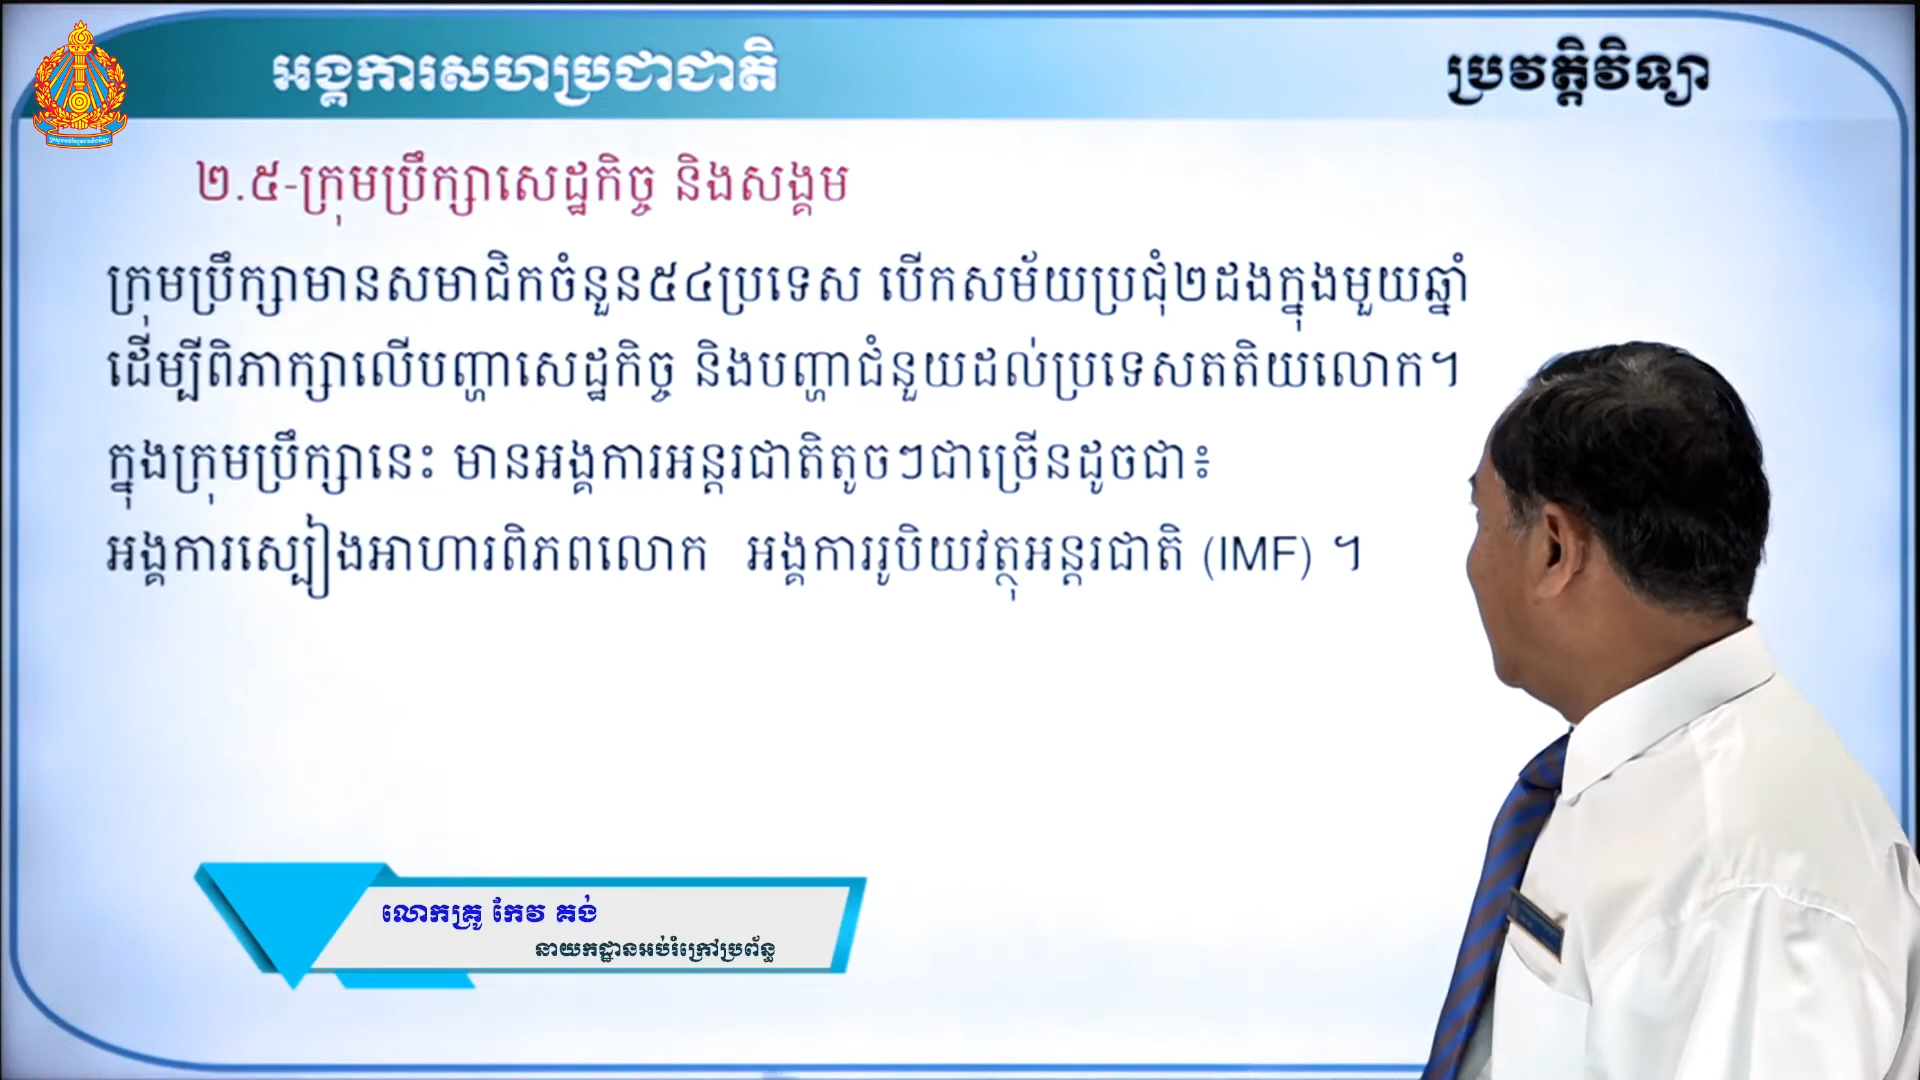 អង្គការសហប្រជាជាតិ
ប្រវត្តិវិទ្យា
២.៥-ក្រុមប្រឹក្សាសេដ្ឋកិច្ច និងសង្គម
ក្រុមប្រឹក្សាមានសមាជិកចំនួន៥៤ប្រទេស បើកសម័យប្រជុំ២ដងក្នុងមួយឆ្នាំ
ដើម្បីពិភាក្សាលើបញ្ហាសេដ្ឋកិច្ច និងបញ្ហាជំនួយដល់ប្រទេសតតិយលោក។
ក្នុងក្រុមប្រឹក្សានេះ មានអង្គការអន្តរជាតិតូចៗជាច្រើនដូចជា៖
អង្គការស្បៀងអាហារពិភពលោក អង្គការរូបិយវត្ថុអន្តរជាតិ (IMF) ។
លោកគ្រូ កែវ គង់
នាយកដ្ឋានអប់រំក្រៅប្រព័ន្ធ